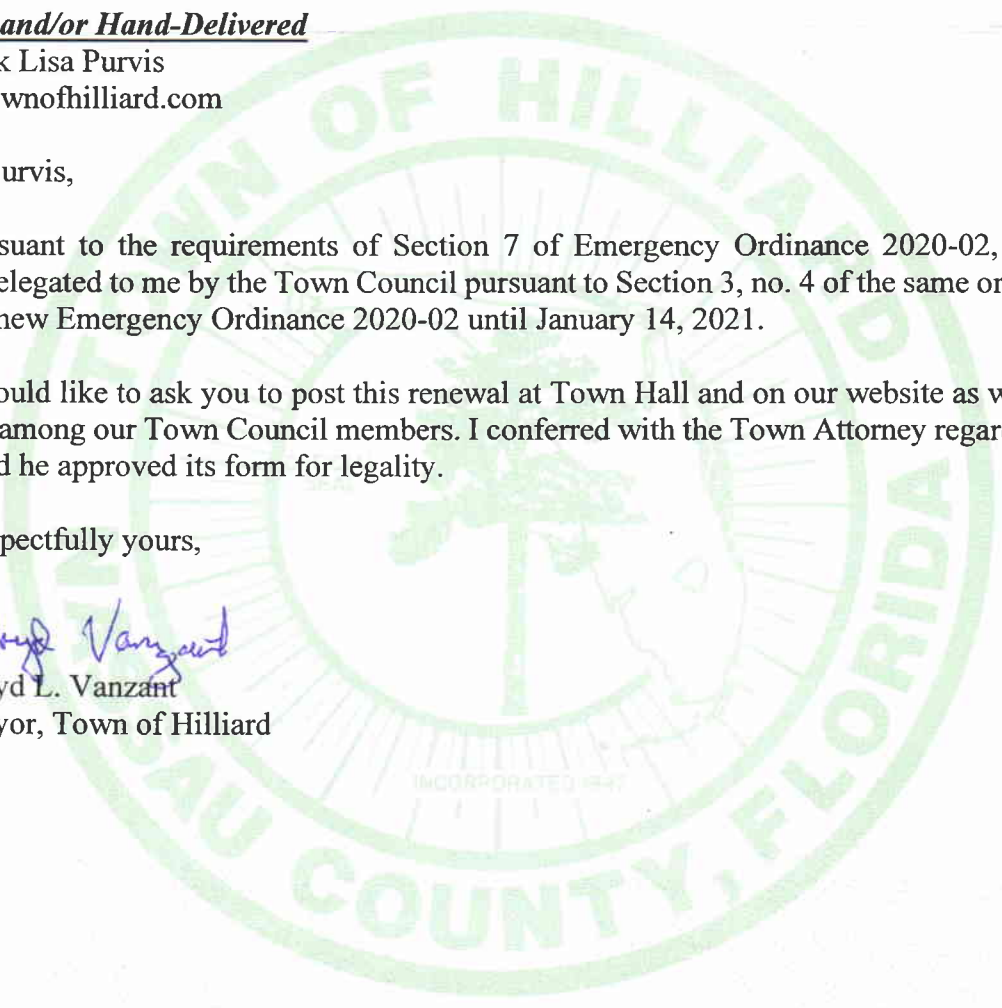 and/or Hand-Delivered
k Lisa Purvis
wnofhilliard.com
urvis,
suant to the requirements of Section 7 of Emergency Ordinance 2020-02,
elegated to me by the Town Council pursuant to Section 3, no. 4 of the same or
new Emergency Ordinance 2020-02 until January 14, 2021.
ould like to ask you to post this renewal at Town Hall and on our website as w
among our Town Council members. I conferred with the Town Attorney regar
d he approved its form for legality.
pectfully yours,
Vanzant
yd L. Vanzant
yor, Town of Hilliard
TOWN OF HILLIARD
SEAL
INCORPORATED
SAU COUNTY, FLORIDA